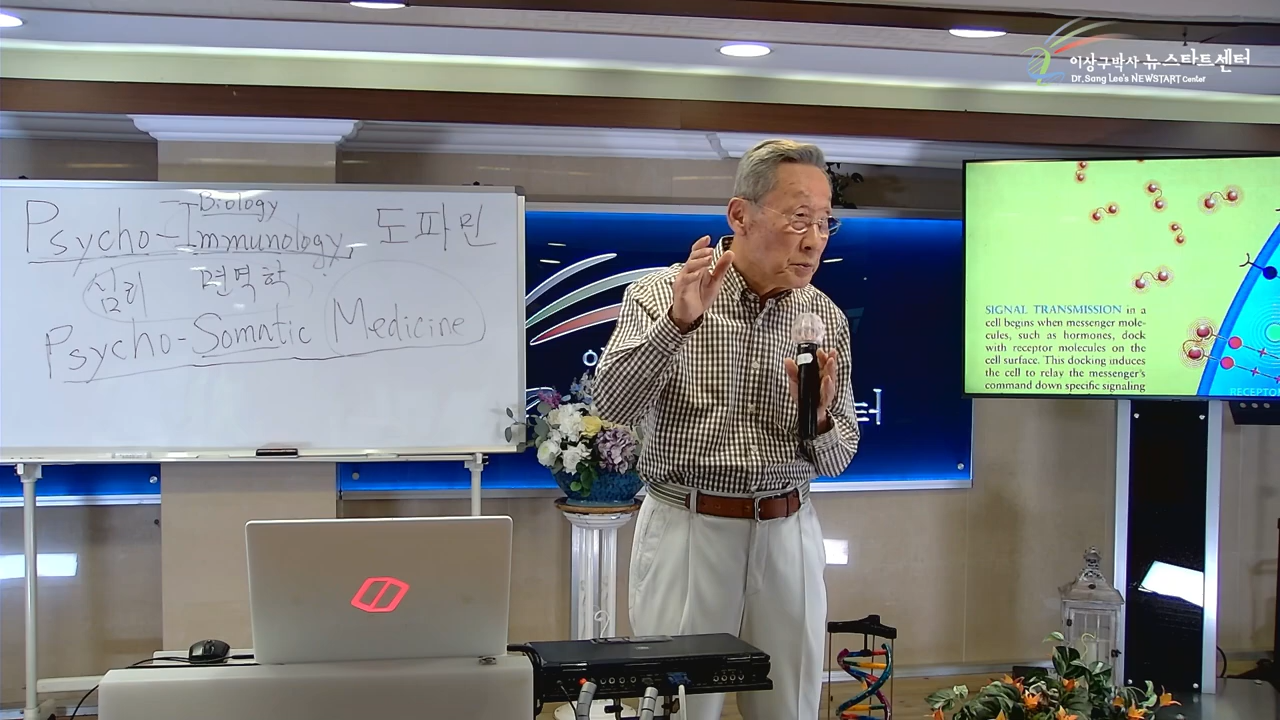 이상구박사 뉴스타트센터
Dr. Sang Lee's NEWSTART Center
Biology
Psycho-Immunology, 도파민
심리 면역학
Psycho-Somatic Medicine
SIGNAL TRANSMISSION in a
cell begins when messenger mole-
cules, such as hormones, dock
with receptor molecules on the
cell surface. This docking induces
the cell to relay the messenger's
command down specific signaling
RECEPTO